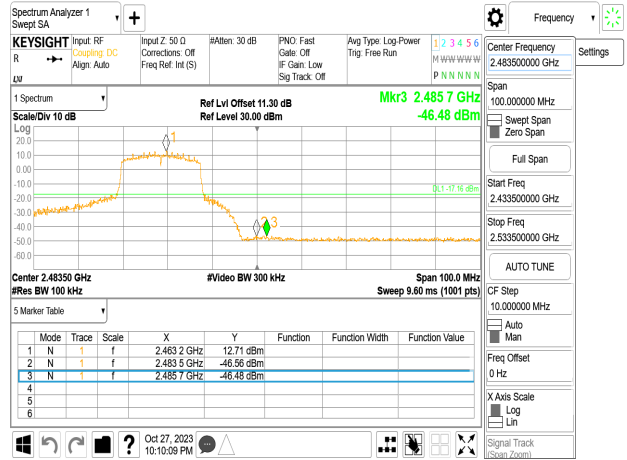 Spectrum Analyzer 1
Swept SA
Frequency
KEYSIGHT
R
Input: RF
Coupling: DC
Align: Auto
Input Z: 50 Ω
Corrections: Off
Freq Ref: Int (S)
#Atten: 30 dB
PNO: Fast
Gate: Off
IF Gain: Low
Sig Track: Off
Avg Type: Log-Power
Trig: Free Run
1 2 3 4 5 6
M W W W W W
P N N N N N
1 Spectrum
Scale/Div 10 dB
Ref Lvl Offset 11.30 dB
Ref Level 30.00 dBm
Mkr3 2.485 7 GHz
-46.48 dBm
Log
20.0
10.0
0.00
-10.0
-20.0
-30.0
-40.0
-50.0
-60.0
1
2
3
DL1 -17.16 dBm
Center 2.48350 GHz
#Res BW 100 kHz
#Video BW 300 kHz
Span 100.0 MHz
Sweep 9.60 ms (1001 pts)
5 Marker Table
Mode Trace Scale X Y Function Function Width Function Value
1 N 1 f 2.463 2 GHz 12.71 dBm
2 N 1 f 2.483 5 GHz -46.56 dBm
3 N 1 f 2.485 7 GHz -46.48 dBm
4
5
6
Oct 27, 2023
10:10:09 PM
Center Frequency
2.483500000 GHz
Settings
Span
100.000000 MHz
Swept Span
Zero Span
Full Span
Start Freq
2.433500000 GHz
Stop Freq
2.533500000 GHz
AUTO TUNE
CF Step
10.000000 MHz
Auto
Man
Freq Offset
0 Hz
X Axis Scale
Log
Lin
Signal Track
(Span Zoom)